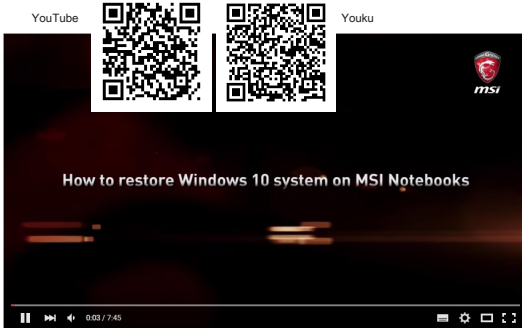 YouTube
Youku
msi
How to restore Windows 10 system on MSI Notebooks
0:03 / 7:45